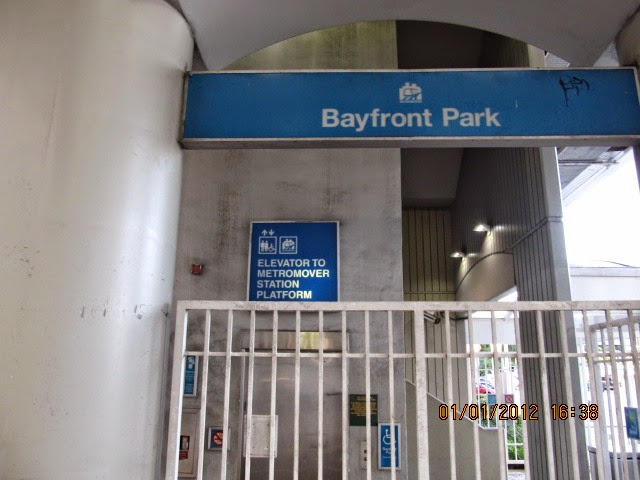 Bayfront Park
ELEVATOR TO
METROMOVER
STATION
PLATFORM
01/01/2012 16:38